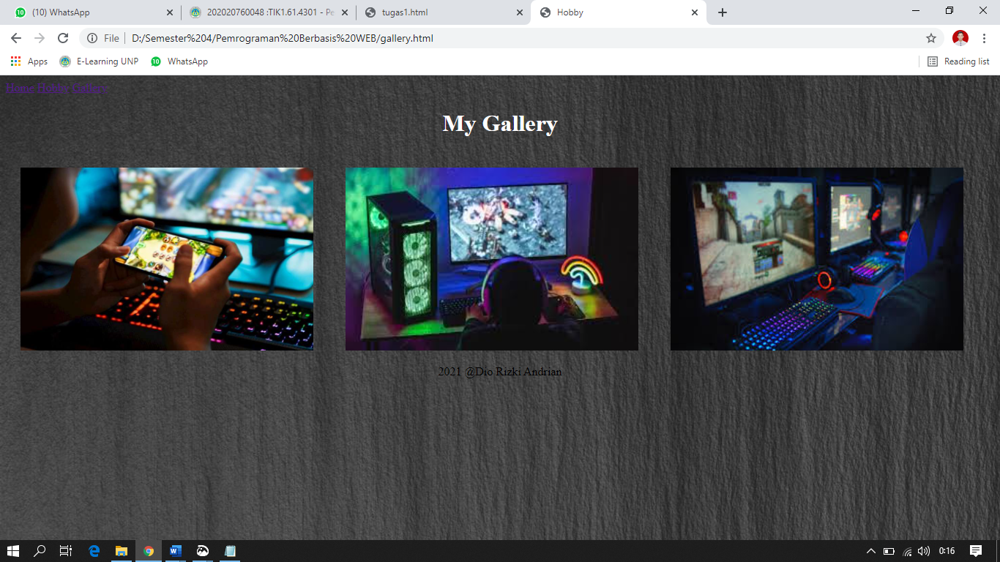 (10) WhatsApp
202020760048 :TIK1.61.4301 - Pe
tugas1.html
Hobby
File
D:/Semester%204/Pemrograman%20Berbasis%20WEB/gallery.html
Apps
E-Learning UNP
10 WhatsApp
Reading list
Home Hobby Gallery
My Gallery
2021 @Dio Rizki Andrian
0:16